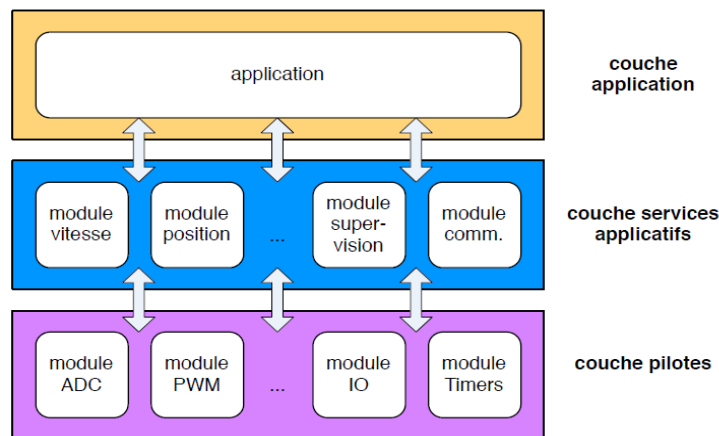 application
couche
application
module
vitesse
module
position
...
module
super-
vision
module
comm.
couche services
applicatifs
module
ADC
module
PWM
...
module
IO
module
Timers
couche pilotes